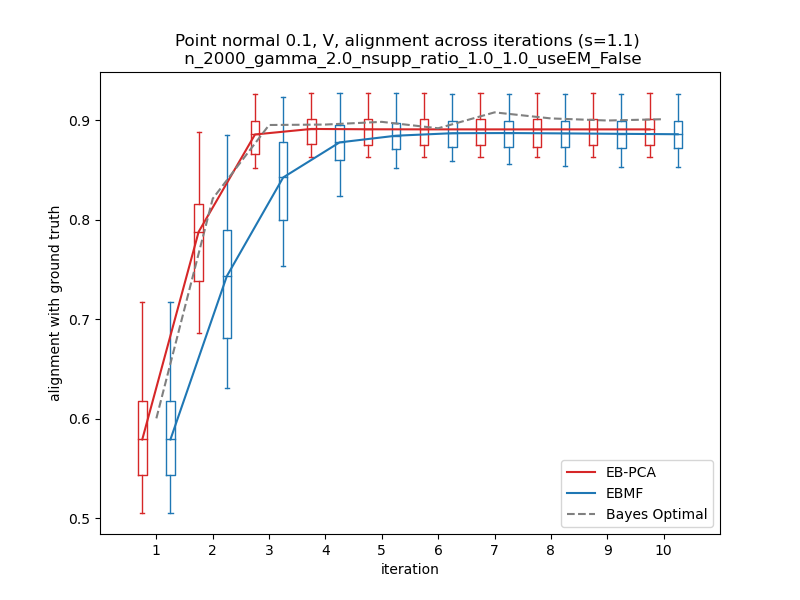 Point normal 0.1, V, alignment across iterations (s=1.1)
n_2000_gamma_2.0_nsupp_ratio_1.0_1.0_useEM_False
alignment with ground truth
0.9
0.8
0.7
0.6
0.5
EB-PCA
EBMF
Bayes Optimal
1 2 3 4 5 6 7 8 9 10
iteration